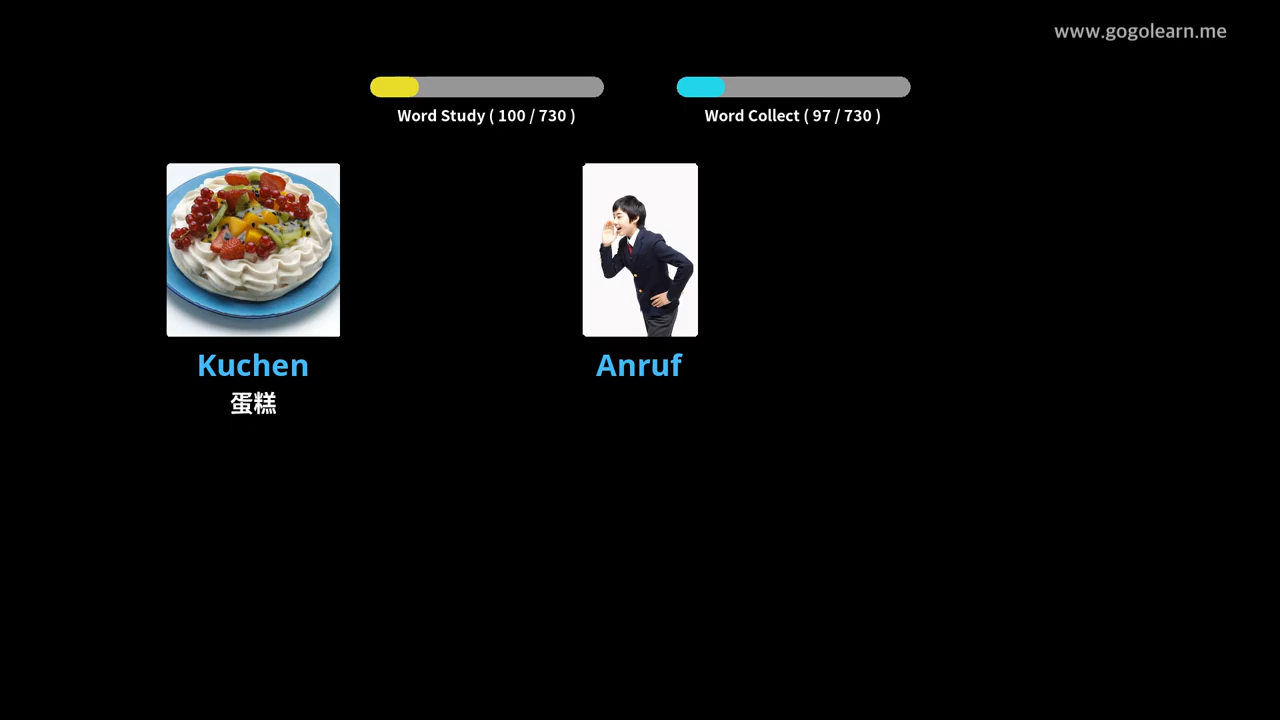 www.gogolearn.me
Word Study ( 100 / 730 )
Word Collect ( 97 / 730 )
Kuchen
蛋糕
Anruf